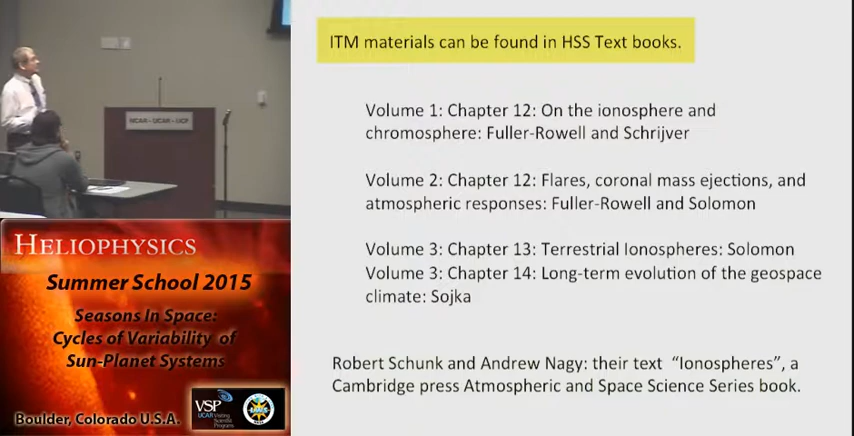 ITM materials can be found in HSS Text books.
NCAR - UCAR - UCP
Volume 1: Chapter 12: On the ionosphere and
chromosphere: Fuller-Rowell and Schrijver
Volume 2: Chapter 12: Flares, coronal mass ejections, and
atmospheric responses: Fuller-Rowell and Solomon
Volume 3: Chapter 13: Terrestrial Ionospheres: Solomon
Volume 3: Chapter 14: Long-term evolution of the geospace
climate: Sojka
Robert Schunk and Andrew Nagy: their text "Ionospheres", a
Cambridge press Atmospheric and Space Science Series book.
HELIOPHYSICS
Summer School 2015
Seasons In Space:
Cycles of Variability of
Sun-Planet Systems
Boulder, Colorado U.S.A.
VSP
UCAR Visiting
Scientist
Programs